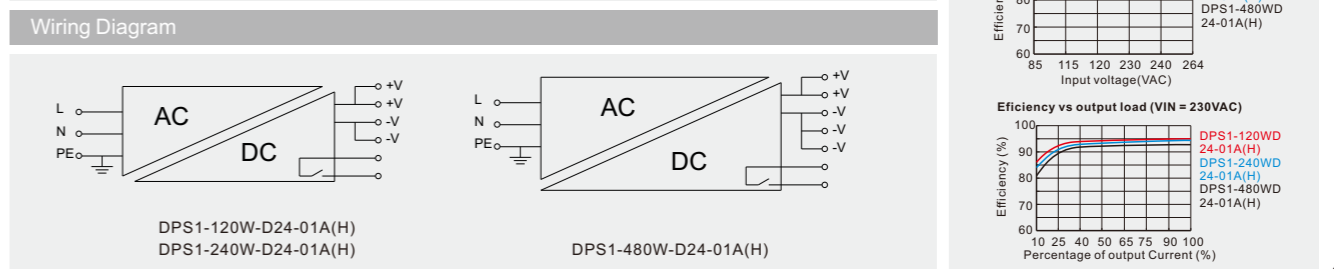 Wiring Diagram
L
N
PE
AC
DC
+V
+V
-V
-V
DPS1-120W-D24-01A(H)
DPS1-240W-D24-01A(H)
L
N
PE
AC
DC
+V
+V
-V
-V
-V
DPS1-480W-D24-01A(H)
80
70
60
85 115 120 230 240 264
Input voltage(VAC)
DPS1-480WD
24-01A(H)
Eficiency vs output load (VIN = 230VAC)
Efficiency (%)
100
90
80
70
60
10 25 40 50 65 75 90 100
Percentage of output Current (%)
DPS1-120WD
24-01A(H)
DPS1-240WD
24-01A(H)
DPS1-480WD
24-01A(H)